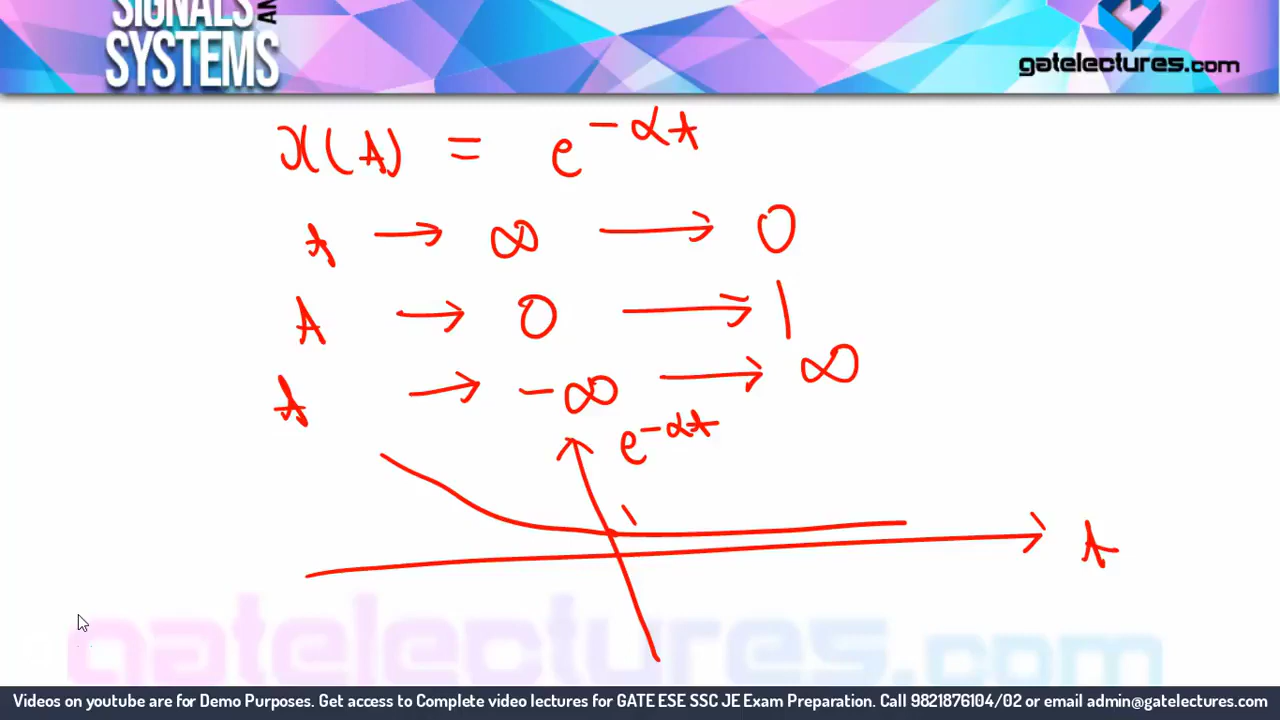 SIGNALS AND
SYSTEMS
gatelectures.com
x(t) = e^{-αt}
t → ∞ → 0
t → 0 → 1
t → -∞ → ∞
e^{-αt}
1
t
gatelectures.com
Videos on youtube are for Demo Purposes. Get access to Complete video lectures for GATE ESE SSC JE Exam Preparation. Call 9821876104/02 or email admin@gatelectures.com